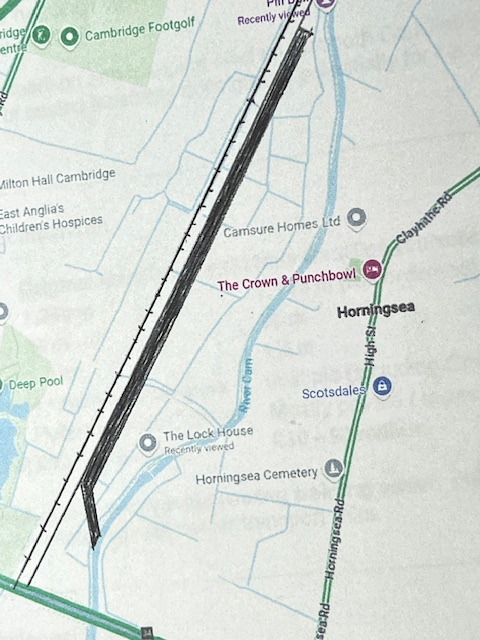 Recently viewed
Cambridge Footgolf
Milton Hall Cambridge
East Anglia's
Children's Hospices
Camsure Homes Ltd
Clayhithe Rd
The Crown & Punchbowl
Horningsea
High St
Deep Pool
Scotsdales
River Cam
The Lock House
Recently viewed
Horningsea Cemetery
Horningsea Rd